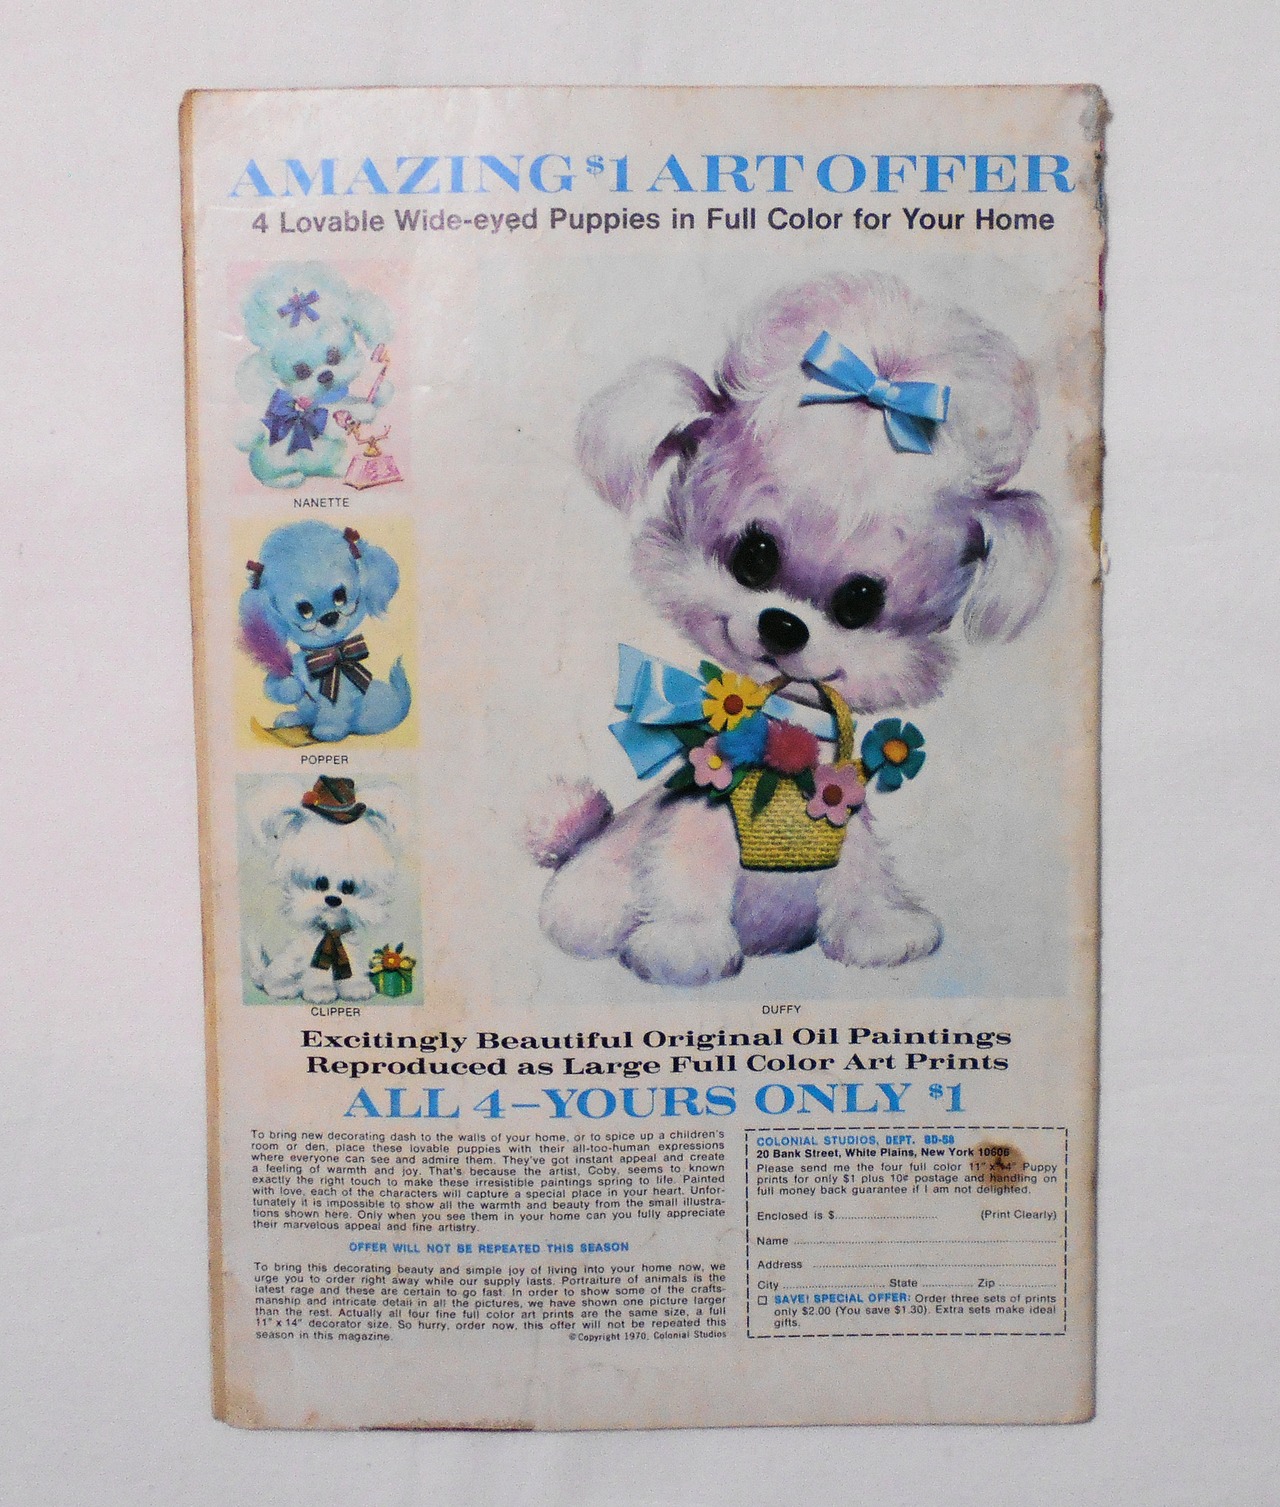 AMAZING $1 ART OFFER
4 Lovable Wide-eyed Puppies in Full Color for Your Home
NANETTE
POPPER
CLIPPER
DUFFY
Excitingly Beautiful Original Oil Paintings
Reproduced as Large Full Color Art Prints
ALL 4–YOURS ONLY $1
To bring new decorating dash to the walls of your home, or to spice up a children's
room or den, place these lovable puppies with their all-too-human expressions
where everyone can see and admire them. They've got instant appeal and create
a feeling of warmth and joy. That's because the artist, Coby, seems to known
exactly the right touch to make these irresistible paintings spring to life. Painted
with love, each of the characters will capture a special place in your heart. Unfor-
tunately it is impossible to show all the warmth and beauty from the small illustra-
tions shown here. Only when you see them in your home can you fully appreciate
their marvelous appeal and fine artistry.
OFFER WILL NOT BE REPEATED THIS SEASON
To bring this decorating beauty and simple joy of living into your home now, we
urge you to order right away while our supply lasts. Portraiture of animals is the
latest rage and these are certain to go fast. In order to show some of the crafts-
manship and intricate detail in all the pictures, we have shown one picture larger
than the rest. Actually all four fine full color art prints are the same size, a full
11" x 14" decorator size. So hurry, order now, this offer will not be repeated this
season in this magazine.
©Copyright 1970, Colonial Studios
COLONIAL STUDIOS, DEPT. BD-58
20 Bank Street, White Plains, New York 10606
Please send me the four full color 11" x 14" Puppy
prints for only $1 plus 10¢ postage and handling on
full money back guarantee if I am not delighted.
Enclosed is $ (Print Clearly)
Name
Address
City State Zip
SAVE! SPECIAL OFFER: Order three sets of prints
only $2.00 (You save $1.30). Extra sets make ideal
gifts.